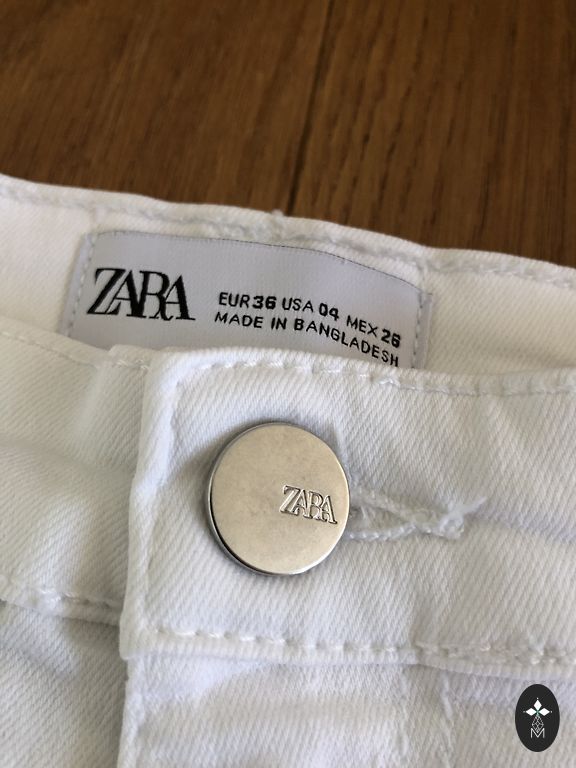 ZARA
EUR 36 USA 04 MEX 26
MADE IN BANGLADESH
ZARA
M